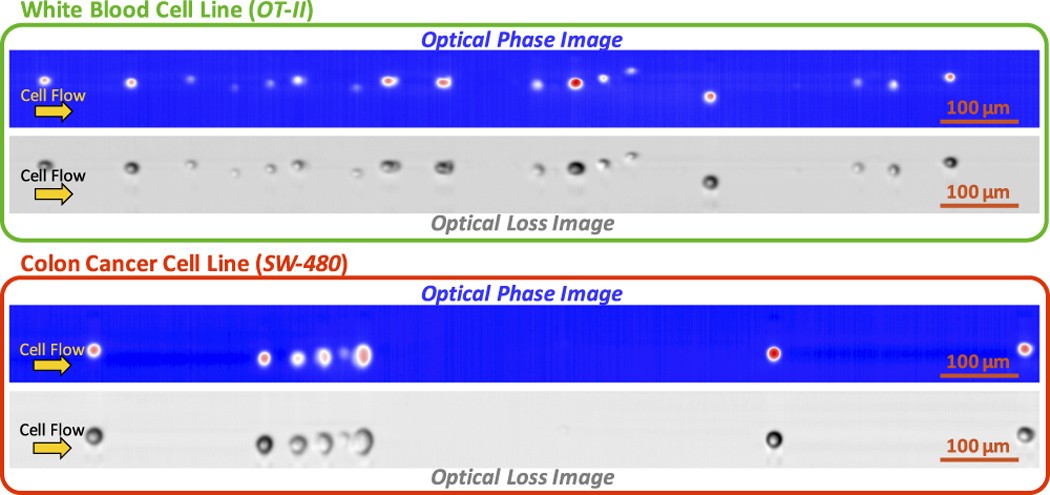 White Blood Cell Line (OT-II)
Optical Phase Image
Cell Flow
100 µm
Cell Flow
100 µm
Optical Loss Image
Colon Cancer Cell Line (SW-480)
Optical Phase Image
Cell Flow
100 µm
Cell Flow
100 µm
Optical Loss Image